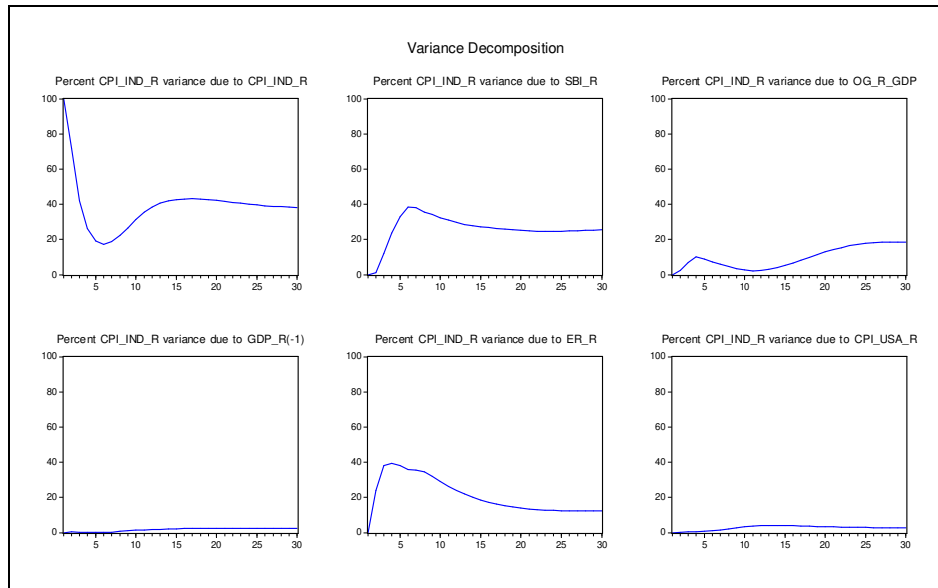 Variance Decomposition
Percent CPI_IND_R variance due to CPI_IND_R
Percent CPI_IND_R variance due to SBI_R
Percent CPI_IND_R variance due to OG_R_GDP
100
80
60
40
20
0
5 10 15 20 25 30
100
80
60
40
20
0
5 10 15 20 25 30
100
80
60
40
20
0
5 10 15 20 25 30
Percent CPI_IND_R variance due to GDP_R(-1)
Percent CPI_IND_R variance due to ER_R
Percent CPI_IND_R variance due to CPI_USA_R
100
80
60
40
20
0
5 10 15 20 25 30
100
80
60
40
20
0
5 10 15 20 25 30
100
80
60
40
20
0
5 10 15 20 25 30